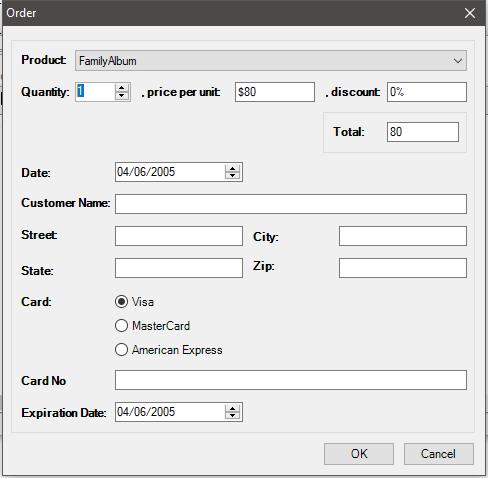 Order
Product: FamilyAlbum
Quantity: 1 , price per unit: $80 , discount: 0%
Total: 80
Date: 04/06/2005
Customer Name:
Street: City:
State: Zip:
Card: Visa
MasterCard
American Express
Card No
Expiration Date: 04/06/2005
OK Cancel